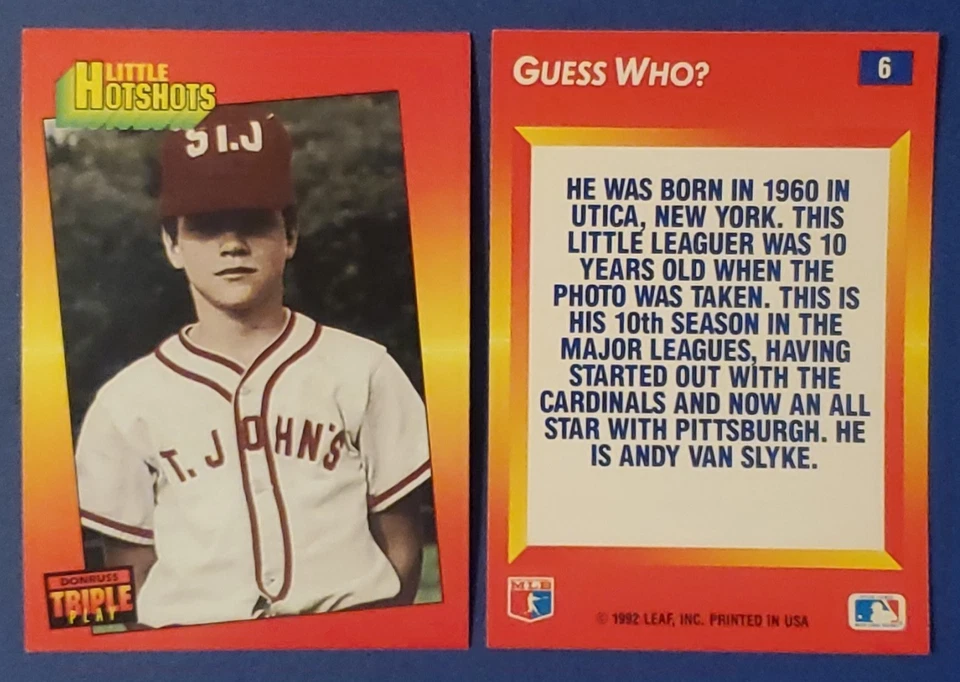 LITTLE
HOTSHOTS
ST.J
T. JOHN'S
DONRUSS
TRIPLE
PLAY
GUESS WHO?
6
HE WAS BORN IN 1960 IN
UTICA, NEW YORK. THIS
LITTLE LEAGUER WAS 10
YEARS OLD WHEN THE
PHOTO WAS TAKEN. THIS IS
HIS 10th SEASON IN THE
MAJOR LEAGUES, HAVING
STARTED OUT WITH THE
CARDINALS AND NOW AN ALL
STAR WITH PITTSBURGH. HE
IS ANDY VAN SLYKE.
MLB
© 1992 LEAF, INC. PRINTED IN USA